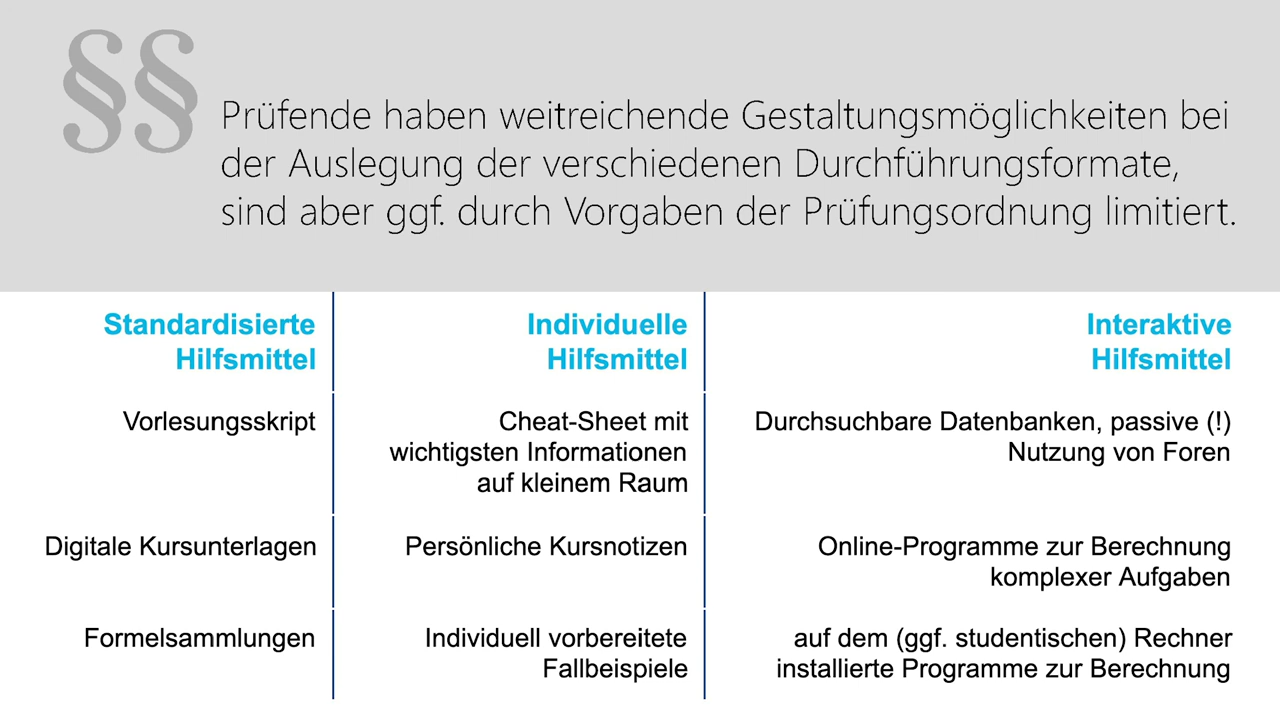 §§
Prüfende haben weitreichende Gestaltungsmöglichkeiten bei
der Auslegung der verschiedenen Durchführungsformate,
sind aber ggf. durch Vorgaben der Prüfungsordnung limitiert.
Standardisierte
Hilfsmittel
Individuelle
Hilfsmittel
Interaktive
Hilfsmittel
Vorlesungsskript
Cheat-Sheet mit
wichtigsten Informationen
auf kleinem Raum
Durchsuchbare Datenbanken, passive (!)
Nutzung von Foren
Digitale Kursunterlagen
Persönliche Kursnotizen
Online-Programme zur Berechnung
komplexer Aufgaben
Formelsammlungen
Individuell vorbereitete
Fallbeispiele
auf dem (ggf. studentischen) Rechner
installierte Programme zur Berechnung